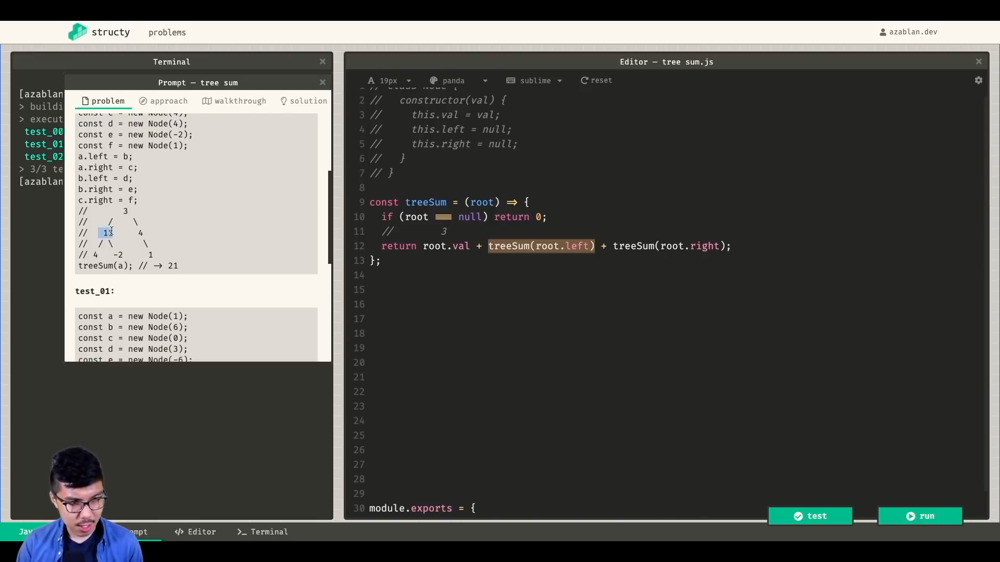 structy problems azablan.dev
Terminal
[azablan
> buildi
> execut
test_00
test_01
test_02
> 3/3 te
[azablan
Prompt — tree sum
problem approach walkthrough solution
const c = new Node(4);
const d = new Node(4);
const e = new Node(-2);
const f = new Node(1);
a.left = b;
a.right = c;
b.left = d;
b.right = e;
c.right = f;
//       3
//    /    \
//   11     4
//  / \      \
// 4   -2     1
treeSum(a); // -> 21
test_01:
const a = new Node(1);
const b = new Node(6);
const c = new Node(0);
const d = new Node(3);
const e = new Node(-6);
Editor — tree sum.js
19px panda sublime reset
1 // class Node {
2 //   constructor(val) {
3 //     this.val = val;
4 //     this.left = null;
5 //     this.right = null;
6 //   }
7 // }
8
9 const treeSum = (root) => {
10   if (root === null) return 0;
11   //        3
12   return root.val + treeSum(root.left) + treeSum(root.right);
13 };
14
15
16
17
18
19
20
21
22
23
24
25
26
27
28
29
30 module.exports = {
test run
Jav
mpt Editor Terminal